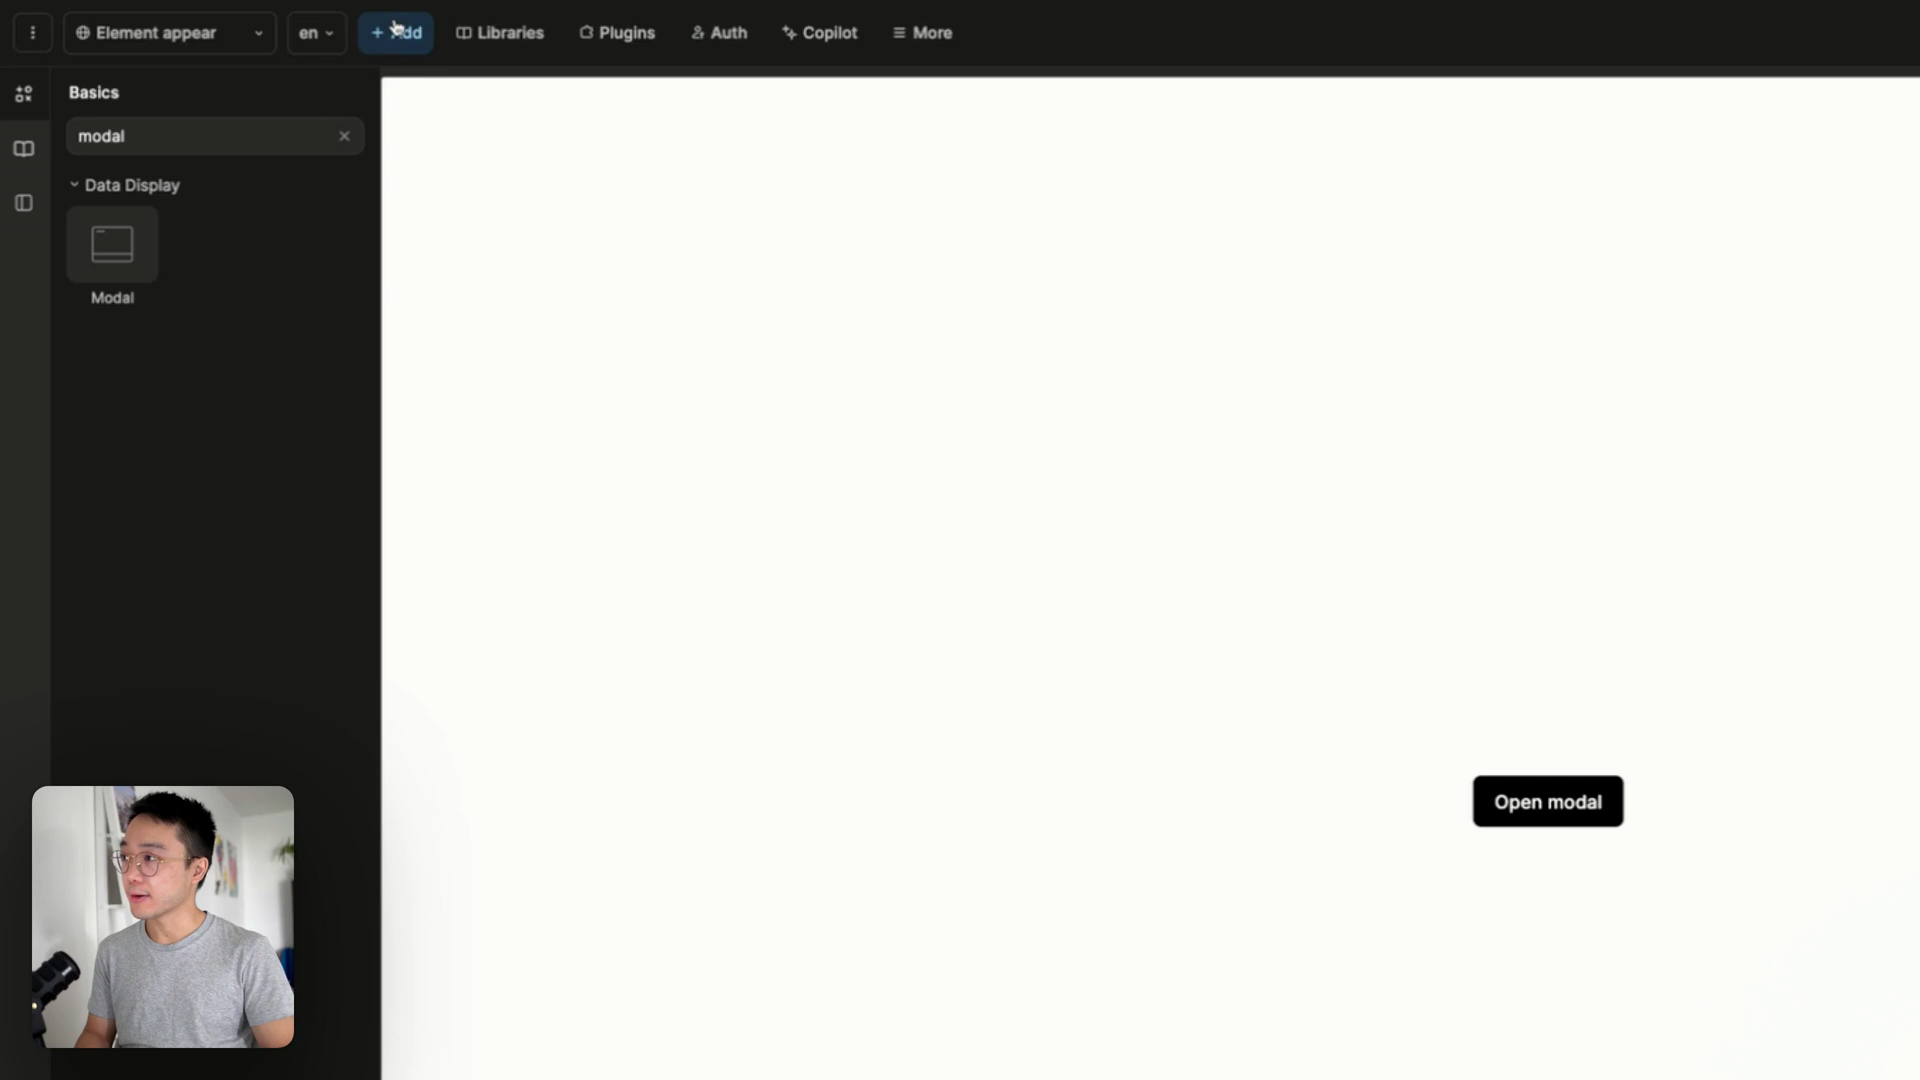 Element appear
en
+ Add
Libraries
Plugins
Auth
Copilot
More
Basics
modal
Data Display
Modal
Open modal